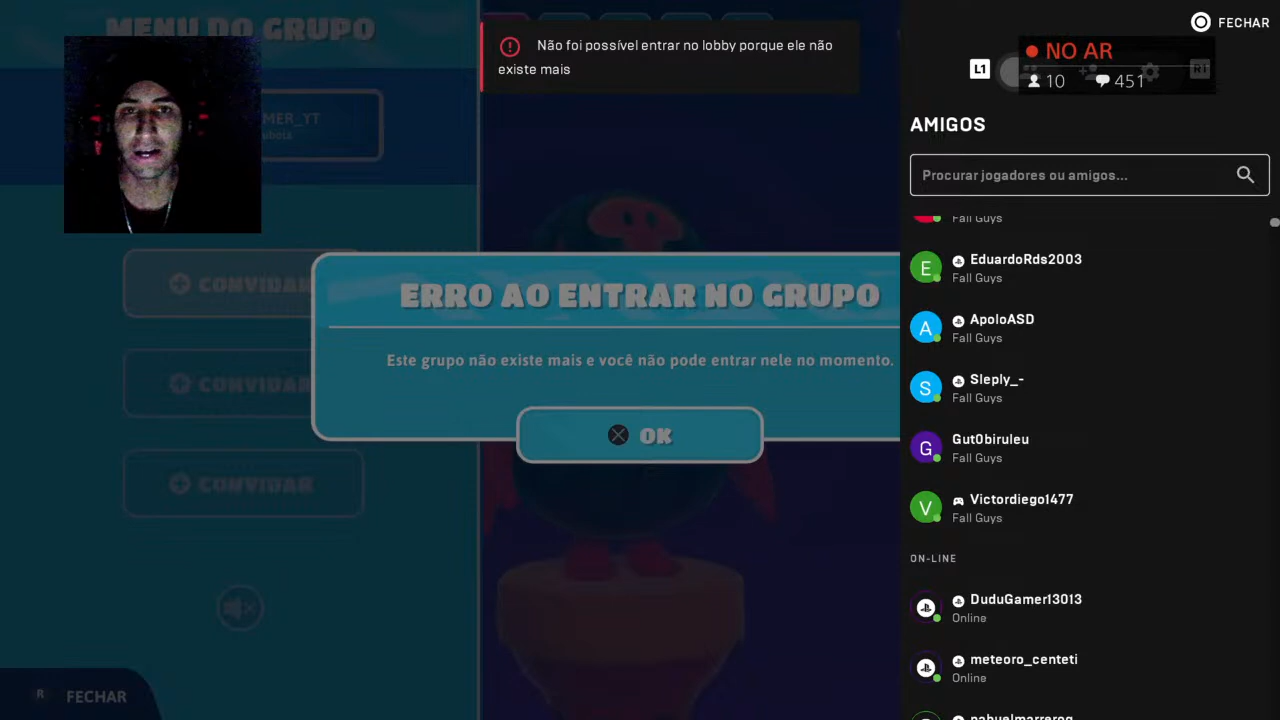 MENU DO GRUPO
MER_YT
CONVIDAR
CONVIDAR
CONVIDAR
R FECHAR
Não foi possível entrar no lobby porque ele não
existe mais
ERRO AO ENTRAR NO GRUPO
Este grupo não existe mais e você não pode entrar nele no momento.
OK
FECHAR
L1
NO AR
R1
10 451
AMIGOS
Procurar jogadores ou amigos...
Fall Guys
EduardoRds2003
Fall Guys
ApoloASD
Fall Guys
Sleply_-
Fall Guys
Gut0biruleu
Fall Guys
Victordiego1477
Fall Guys
ON-LINE
DuduGamer13013
Online
meteoro_centeti
Online